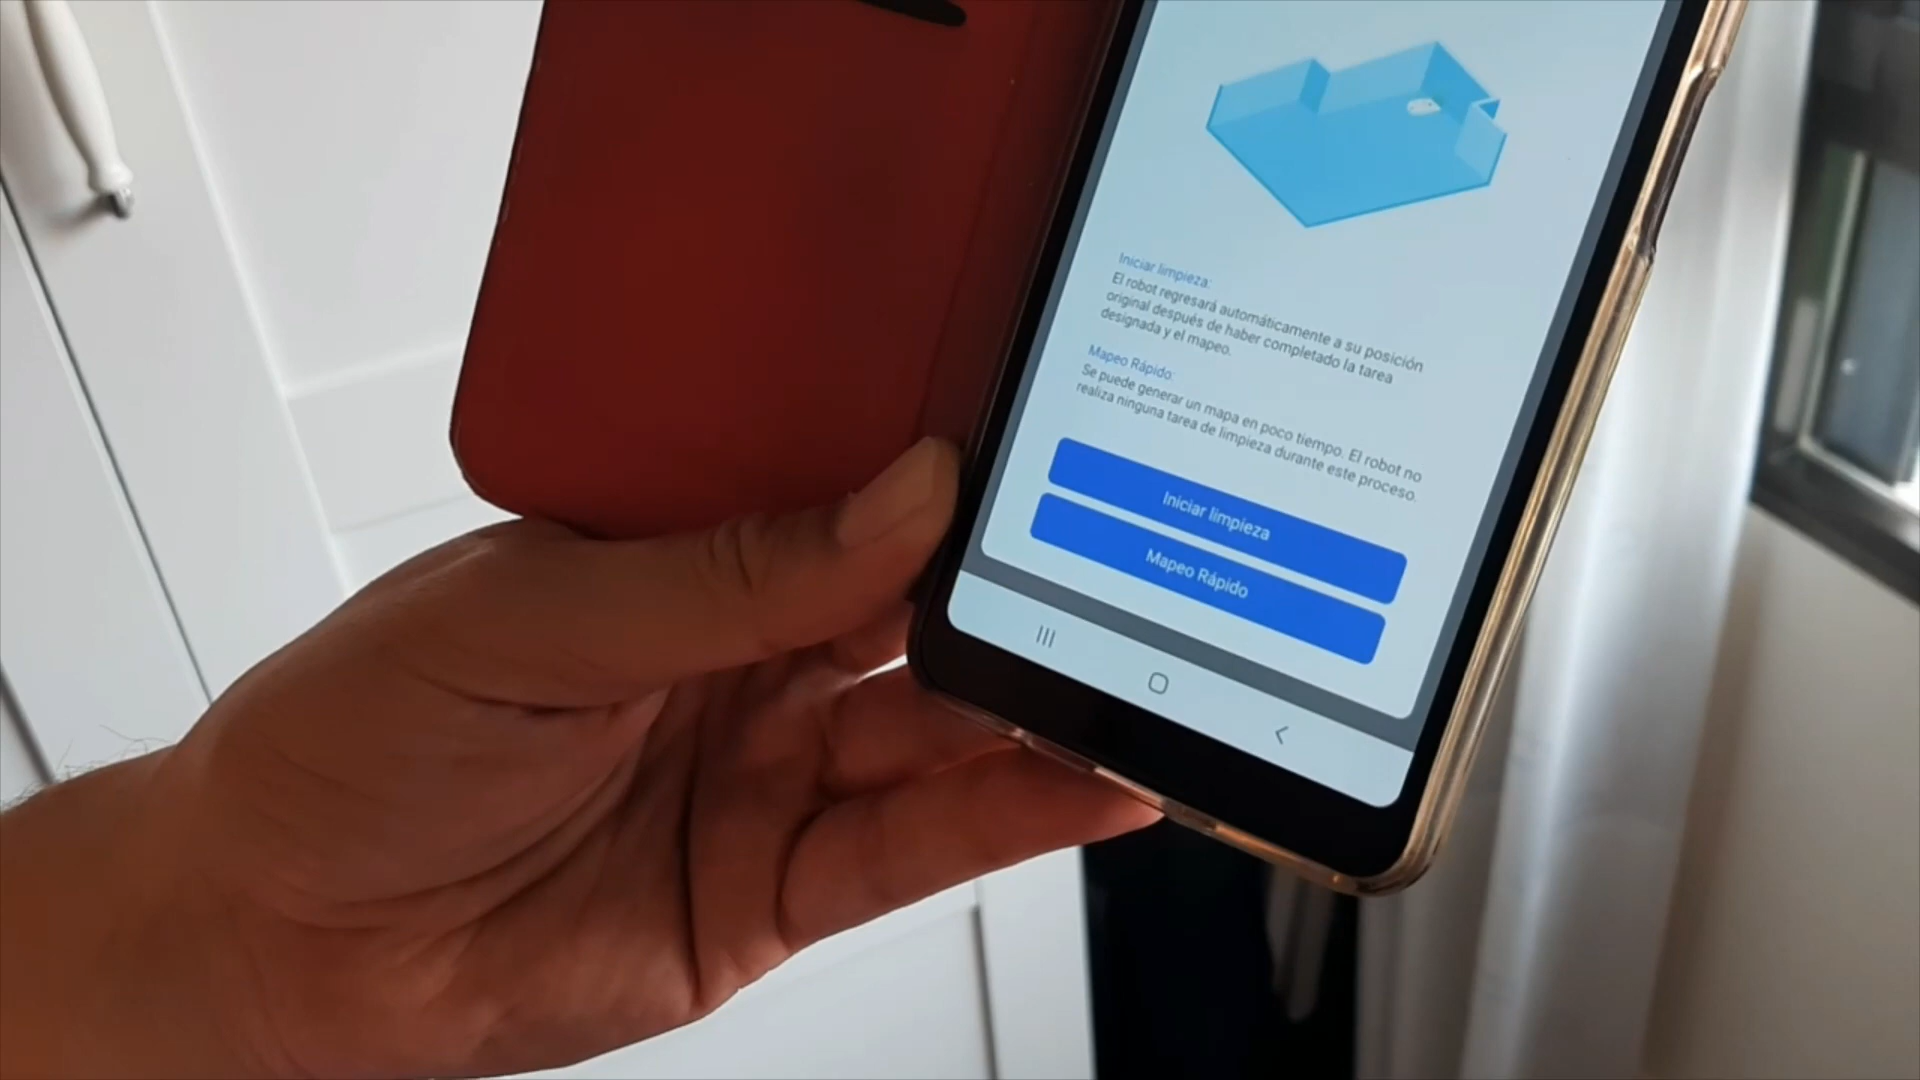 Iniciar limpieza:
El robot regresará automáticamente a su posición
original después de haber completado la tarea
designada y el mapeo.
Mapeo Rápido:
Se puede generar un mapa en poco tiempo. El robot no
realiza ninguna tarea de limpieza durante este proceso.
Iniciar limpieza
Mapeo Rápido